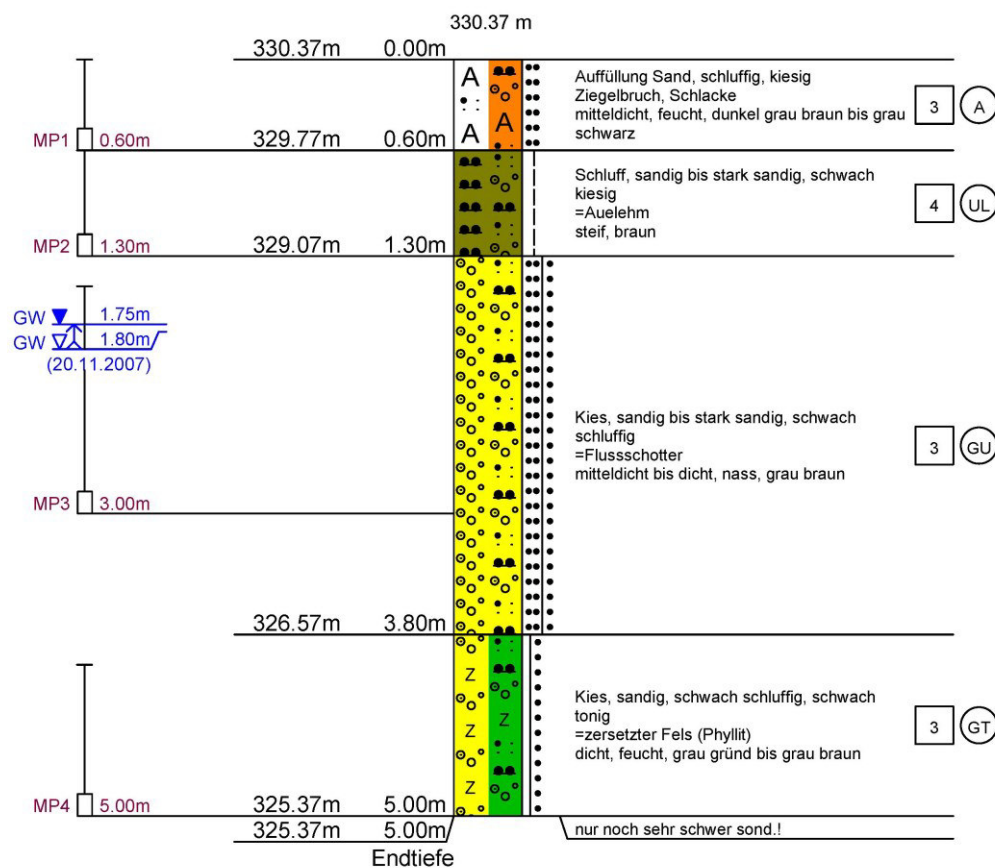 330.37 m
330.37m 0.00m
A
A
A
Auffüllung Sand, schluffig, kiesig
Ziegelbruch, Schlacke
mitteldicht, feucht, dunkel grau braun bis grau
schwarz
3 A
MP1 0.60m 329.77m 0.60m
Schluff, sandig bis stark sandig, schwach
kiesig
=Auelehm
steif, braun
4 UL
MP2 1.30m 329.07m 1.30m
GW 1.75m
GW 1.80m
(20.11.2007)
Kies, sandig bis stark sandig, schwach
schluffig
=Flussschotter
mitteldicht bis dicht, nass, grau braun
3 GU
MP3 3.00m
326.57m 3.80m
Z
Z
Z
Z
Kies, sandig, schwach schluffig, schwach
tonig
=zersetzter Fels (Phyllit)
dicht, feucht, grau gründ bis grau braun
3 GT
MP4 5.00m 325.37m 5.00m
325.37m 5.00m
nur noch sehr schwer sond.!
Endtiefe